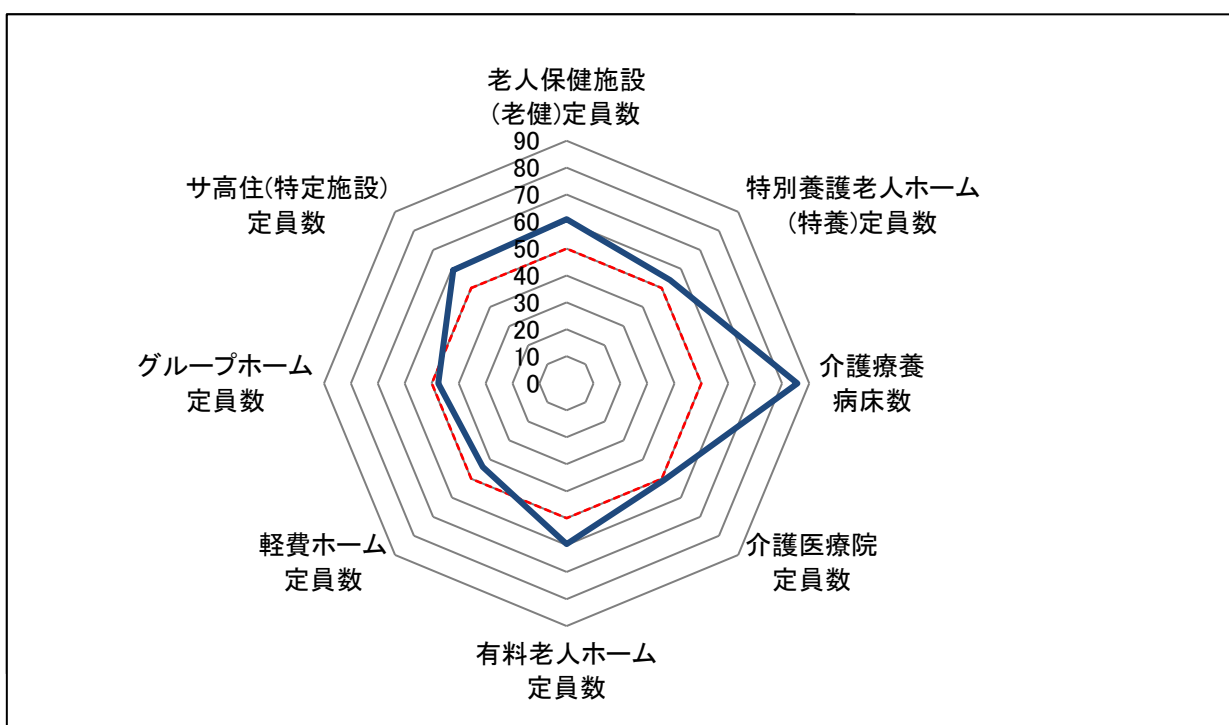 老人保健施設
(老健)定員数
特別養護老人ホーム
(特養)定員数
介護療養
病床数
介護医療院
定員数
有料老人ホーム
定員数
軽費ホーム
定員数
グループホーム
定員数
サ高住(特定施設)
定員数
90
80
70
60
50
40
30
20
10
0